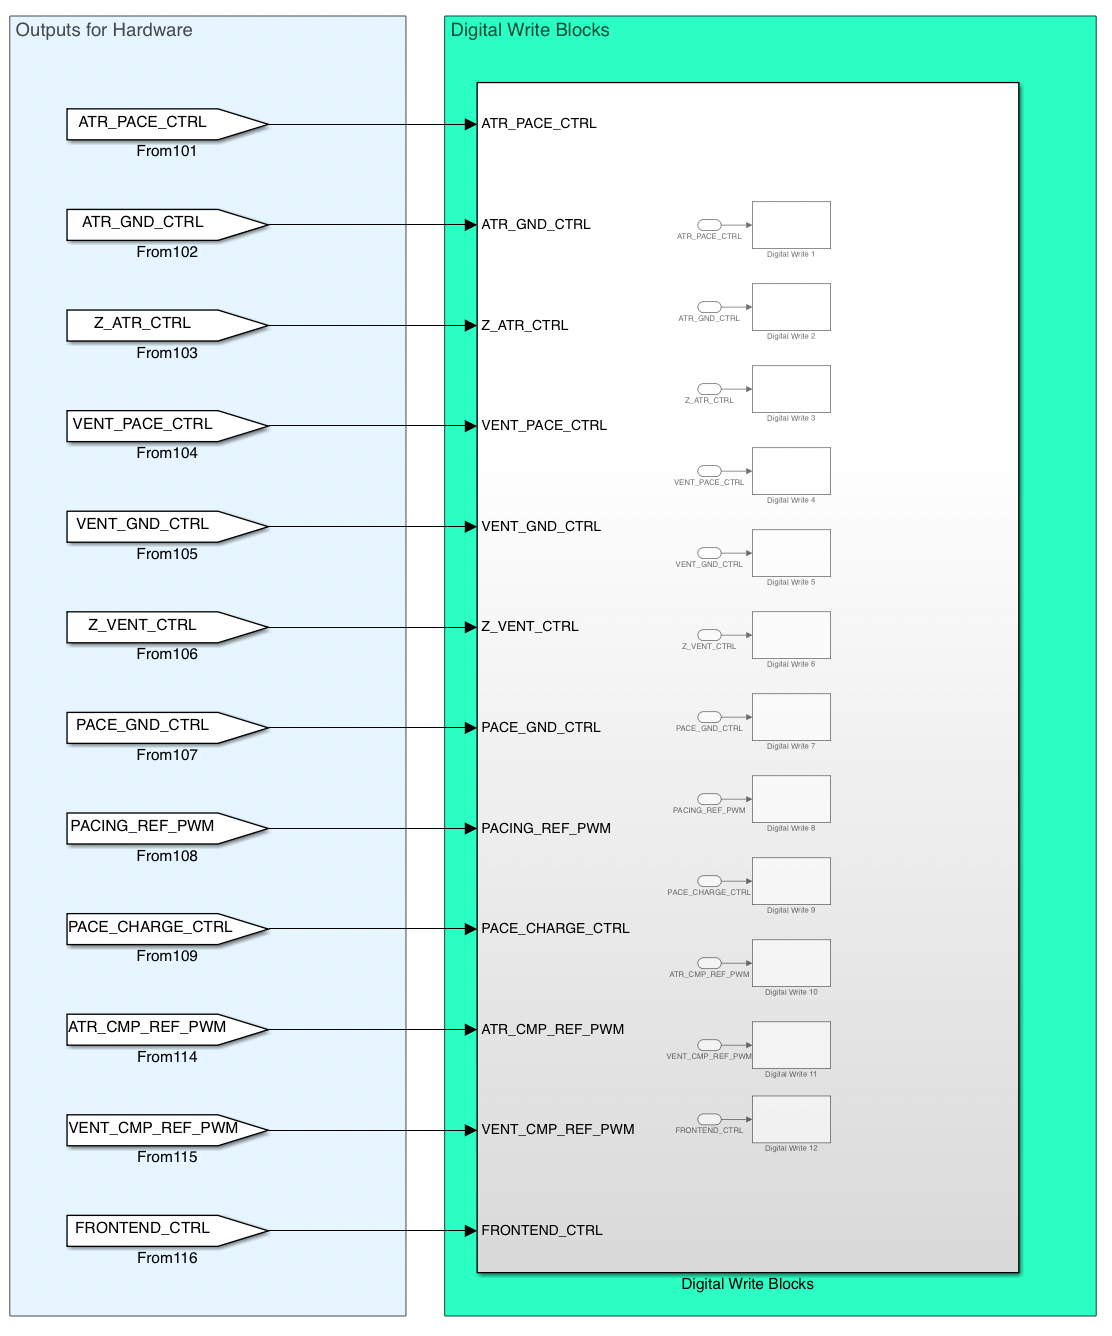 Outputs for Hardware
ATR_PACE_CTRL
From101
ATR_GND_CTRL
From102
Z_ATR_CTRL
From103
VENT_PACE_CTRL
From104
VENT_GND_CTRL
From105
Z_VENT_CTRL
From106
PACE_GND_CTRL
From107
PACING_REF_PWM
From108
PACE_CHARGE_CTRL
From109
ATR_CMP_REF_PWM
From114
VENT_CMP_REF_PWM
From115
FRONTEND_CTRL
From116
Digital Write Blocks
ATR_PACE_CTRL
ATR_GND_CTRL
Z_ATR_CTRL
VENT_PACE_CTRL
VENT_GND_CTRL
Z_VENT_CTRL
PACE_GND_CTRL
PACING_REF_PWM
PACE_CHARGE_CTRL
ATR_CMP_REF_PWM
VENT_CMP_REF_PWM
FRONTEND_CTRL
ATR_PACE_CTRL
Digital Write 1
ATR_GND_CTRL
Digital Write 2
Z_ATR_CTRL
Digital Write 3
VENT_PACE_CTRL
Digital Write 4
VENT_GND_CTRL
Digital Write 5
Z_VENT_CTRL
Digital Write 6
PACE_GND_CTRL
Digital Write 7
PACING_REF_PWM
Digital Write 8
PACE_CHARGE_CTRL
Digital Write 9
ATR_CMP_REF_PWM
Digital Write 10
VENT_CMP_REF_PWM
Digital Write 11
FRONTEND_CTRL
Digital Write 12
Digital Write Blocks